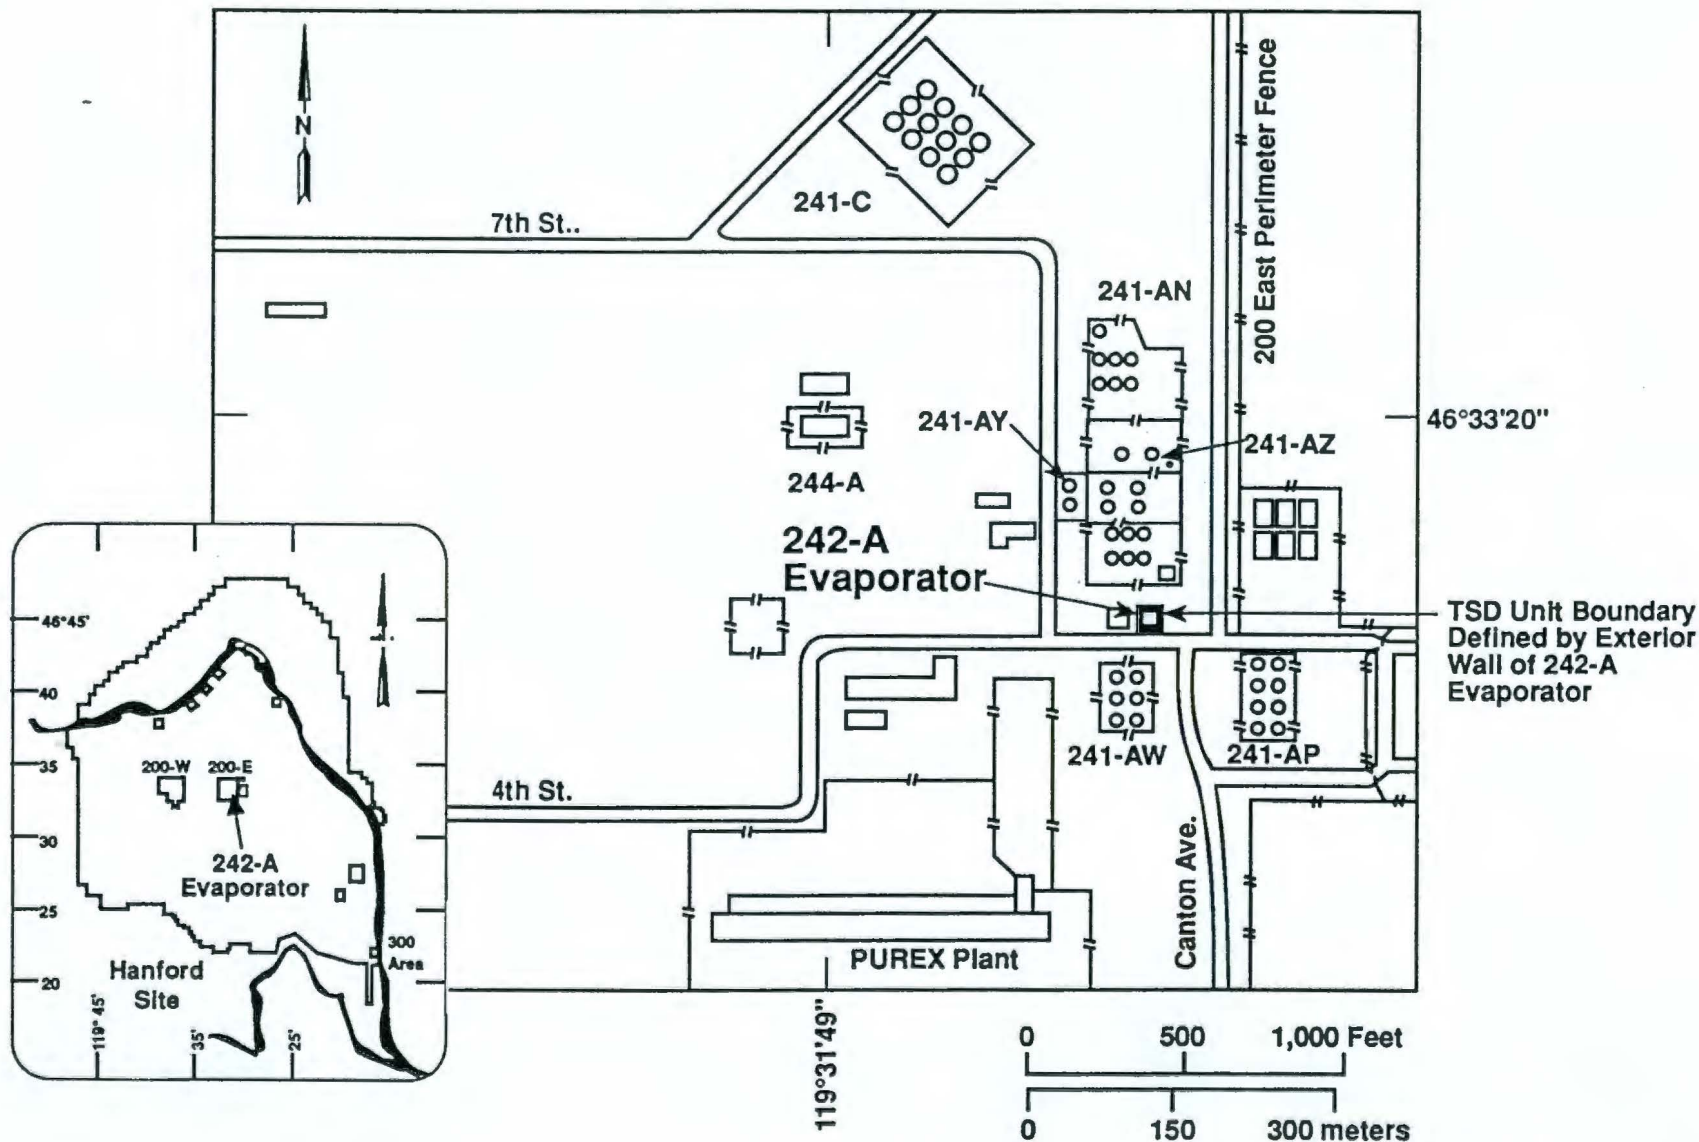 N
7th St..
241-C
200 East Perimeter Fence
241-AN
241-AY
241-AZ
46°33'20"
244-A
242-A
Evaporator
TSD Unit Boundary
Defined by Exterior
Wall of 242-A
Evaporator
241-AW
241-AP
4th St.
Canton Ave.
PUREX Plant
119°31'49"
0 500 1,000 Feet
0 150 300 meters
46°45'
40
35
30
25
20
200-W
200-E
242-A
Evaporator
300
Area
Hanford
Site
119° 45'
35'
25'